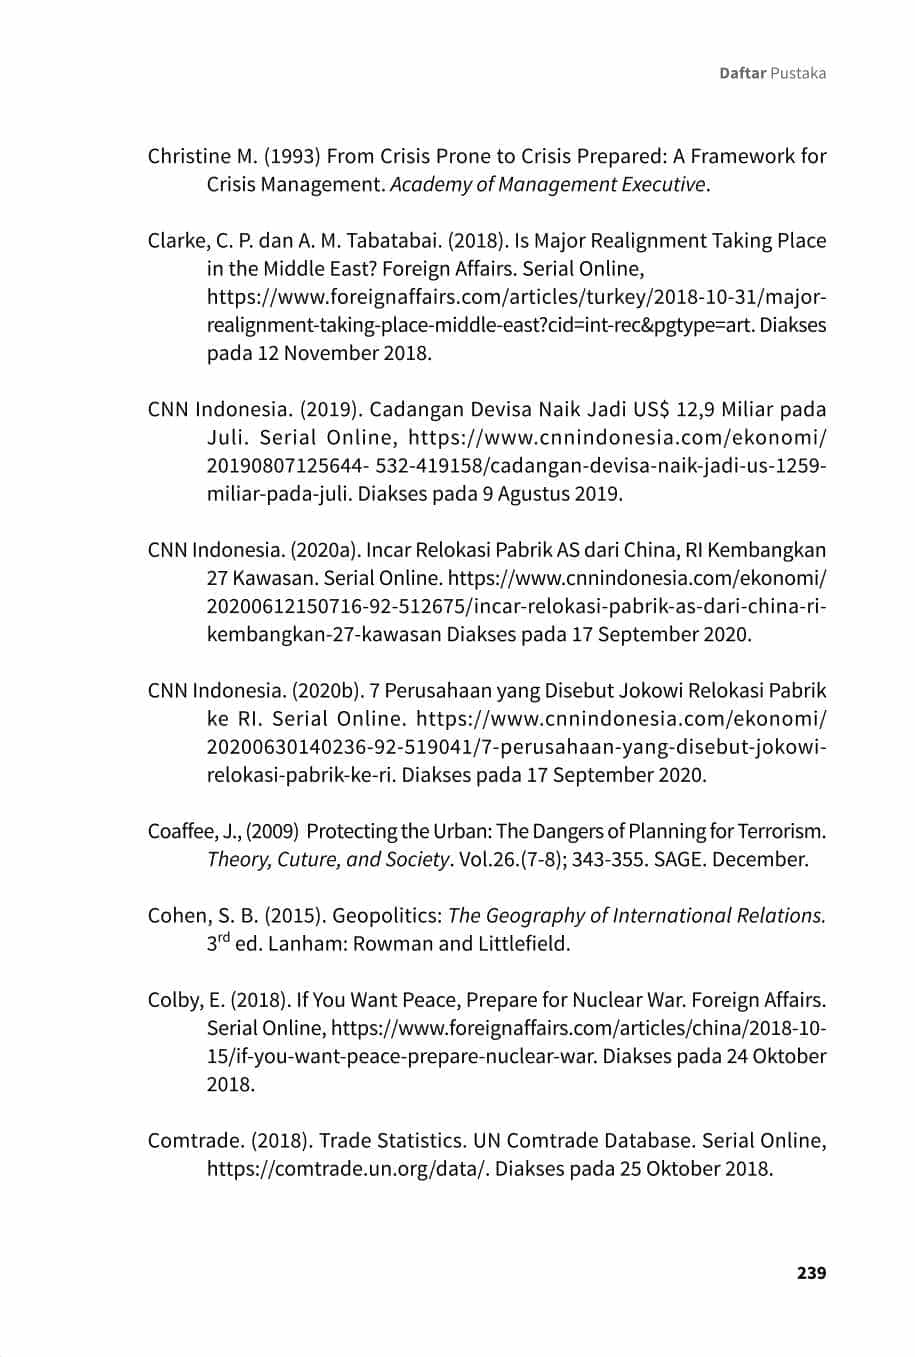 Daftar Pustaka
Christine M. (1993) From Crisis Prone to Crisis Prepared: A Framework for
Crisis Management. Academy of Management Executive.
Clarke, C. P. dan A. M. Tabatabai. (2018). Is Major Realignment Taking Place
in the Middle East? Foreign Affairs. Serial Online,
https://www.foreignaffairs.com/articles/turkey/2018-10-31/major-
realignment-taking-place-middle-east?cid=int-rec&pgtype=art. Diakses
pada 12 November 2018.
CNN Indonesia. (2019). Cadangan Devisa Naik Jadi US$ 12,9 Miliar pada
Juli. Serial Online, https://www.cnnindonesia.com/ekonomi/
20190807125644- 532-419158/cadangan-devisa-naik-jadi-us-1259-
miliar-pada-juli. Diakses pada 9 Agustus 2019.
CNN Indonesia. (2020a). Incar Relokasi Pabrik AS dari China, RI Kembangkan
27 Kawasan. Serial Online. https://www.cnnindonesia.com/ekonomi/
20200612150716-92-512675/incar-relokasi-pabrik-as-dari-china-ri-
kembangkan-27-kawasan Diakses pada 17 September 2020.
CNN Indonesia. (2020b). 7 Perusahaan yang Disebut Jokowi Relokasi Pabrik
ke RI. Serial Online. https://www.cnnindonesia.com/ekonomi/
20200630140236-92-519041/7-perusahaan-yang-disebut-jokowi-
relokasi-pabrik-ke-ri. Diakses pada 17 September 2020.
Coaffee, J., (2009) Protecting the Urban: The Dangers of Planning for Terrorism.
Theory, Cuture, and Society. Vol.26.(7-8); 343-355. SAGE. December.
Cohen, S. B. (2015). Geopolitics: The Geography of International Relations.
3rd ed. Lanham: Rowman and Littlefield.
Colby, E. (2018). If You Want Peace, Prepare for Nuclear War. Foreign Affairs.
Serial Online, https://www.foreignaffairs.com/articles/china/2018-10-
15/if-you-want-peace-prepare-nuclear-war. Diakses pada 24 Oktober
2018.
Comtrade. (2018). Trade Statistics. UN Comtrade Database. Serial Online,
https://comtrade.un.org/data/. Diakses pada 25 Oktober 2018.
239